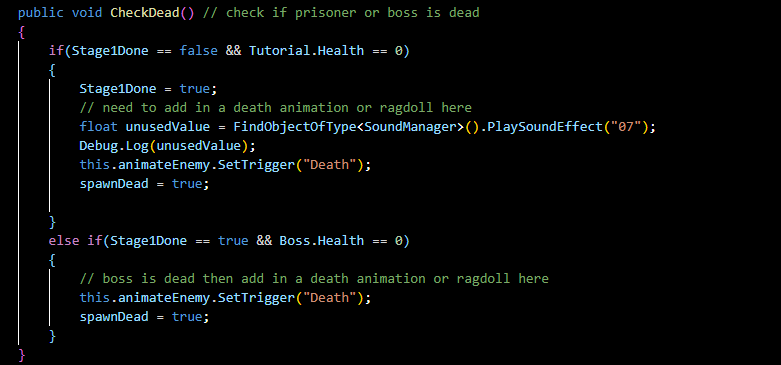 public void CheckDead() // check if prisoner or boss is dead
{
    if(Stage1Done == false && Tutorial.Health == 0)
    {
        Stage1Done = true;
        // need to add in a death animation or ragdoll here
        float unusedValue = FindObjectOfType<SoundManager>().PlaySoundEffect("07");
        Debug.Log(unusedValue);
        this.animateEnemy.SetTrigger("Death");
        spawnDead = true;

    }
    else if(Stage1Done == true && Boss.Health == 0)
    {
        // boss is dead then add in a death animation or ragdoll here
        this.animateEnemy.SetTrigger("Death");
        spawnDead = true;
    }
}